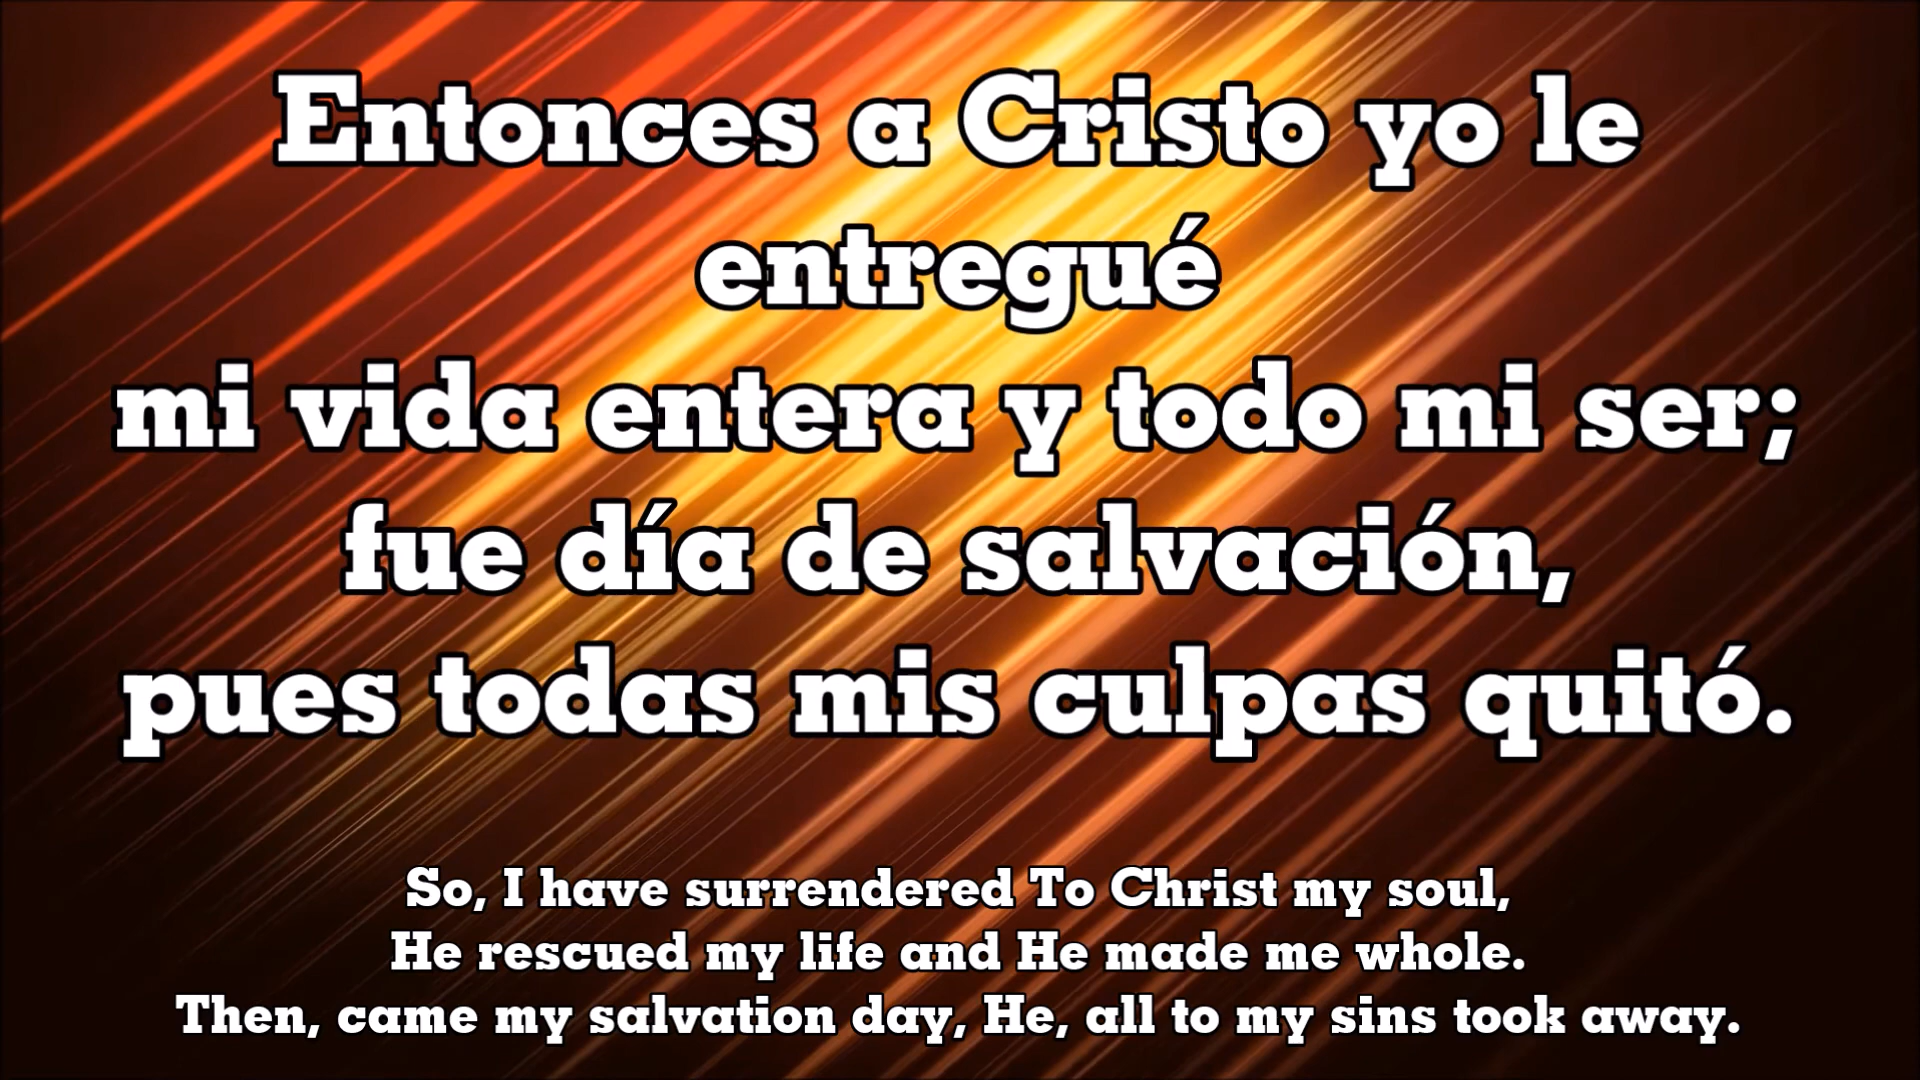 Entonces a Cristo yo le
entregué
mi vida entera y todo mi ser;
fue día de salvación,
pues todas mis culpas quitó.
So, I have surrendered To Christ my soul,
He rescued my life and He made me whole.
Then, came my salvation day, He, all to my sins took away.